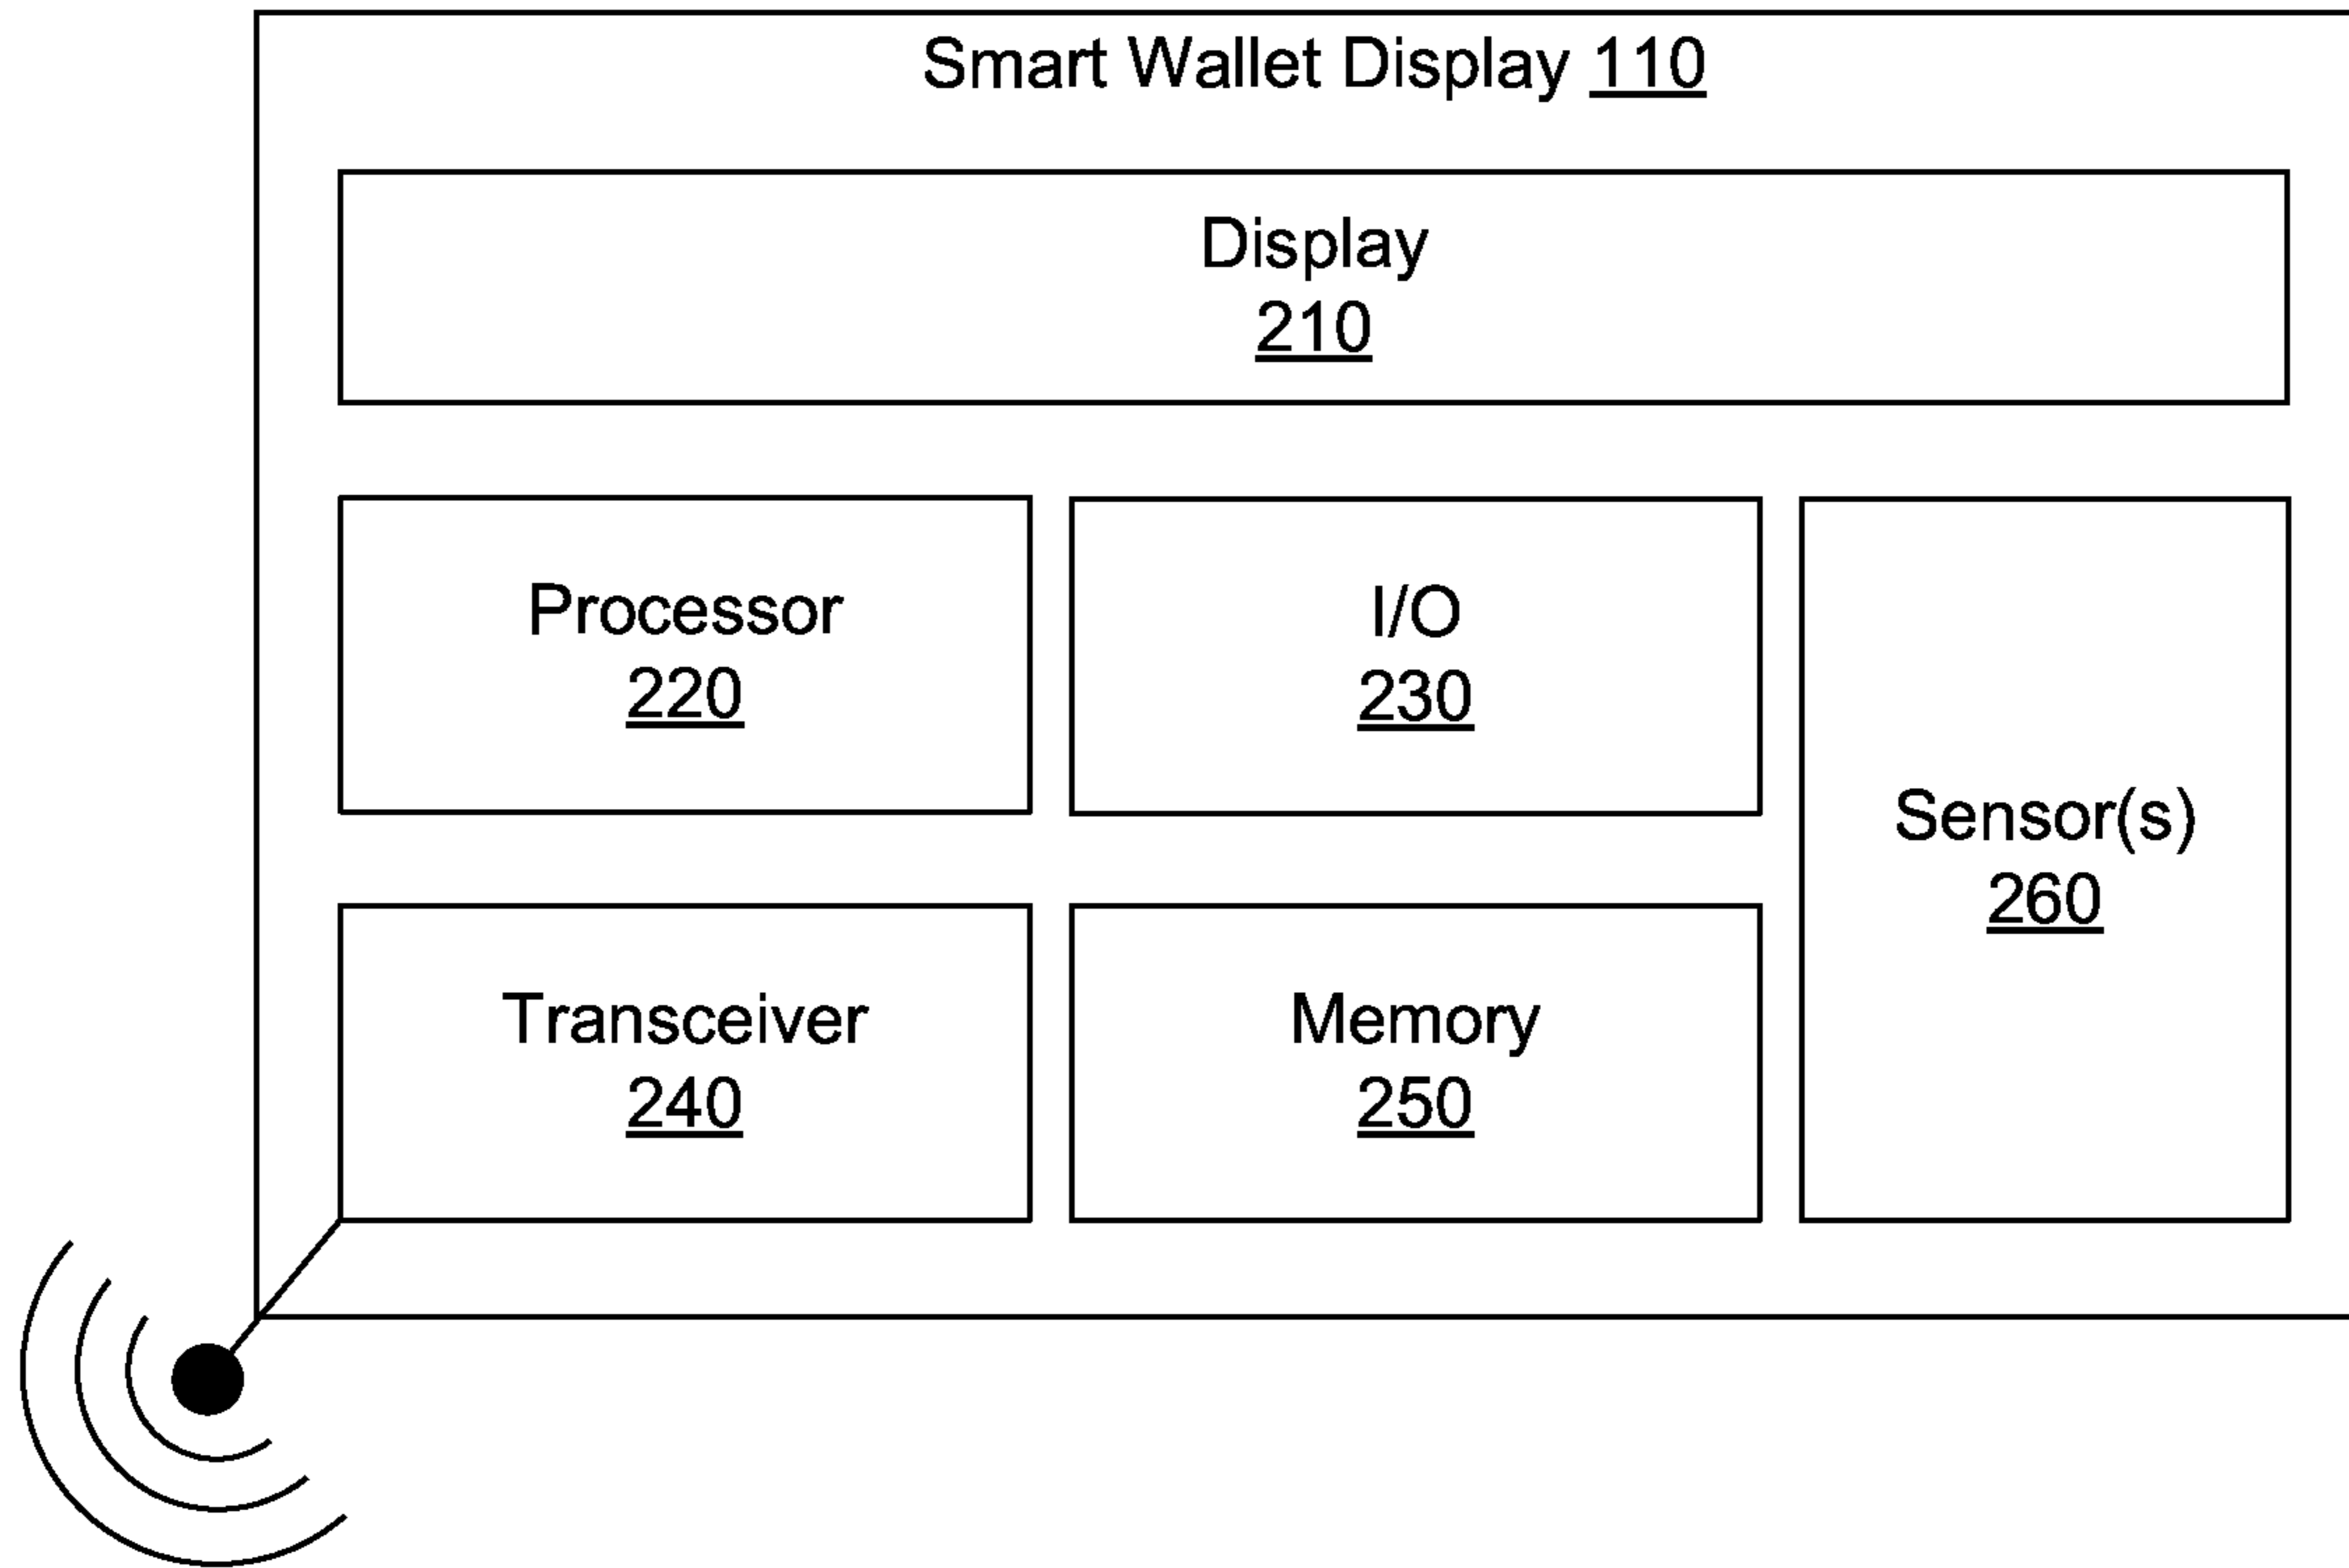 Smart Wallet Display 110
Display
210
Processor
220
I/O
230
Sensor(s)
260
Transceiver
240
Memory
250